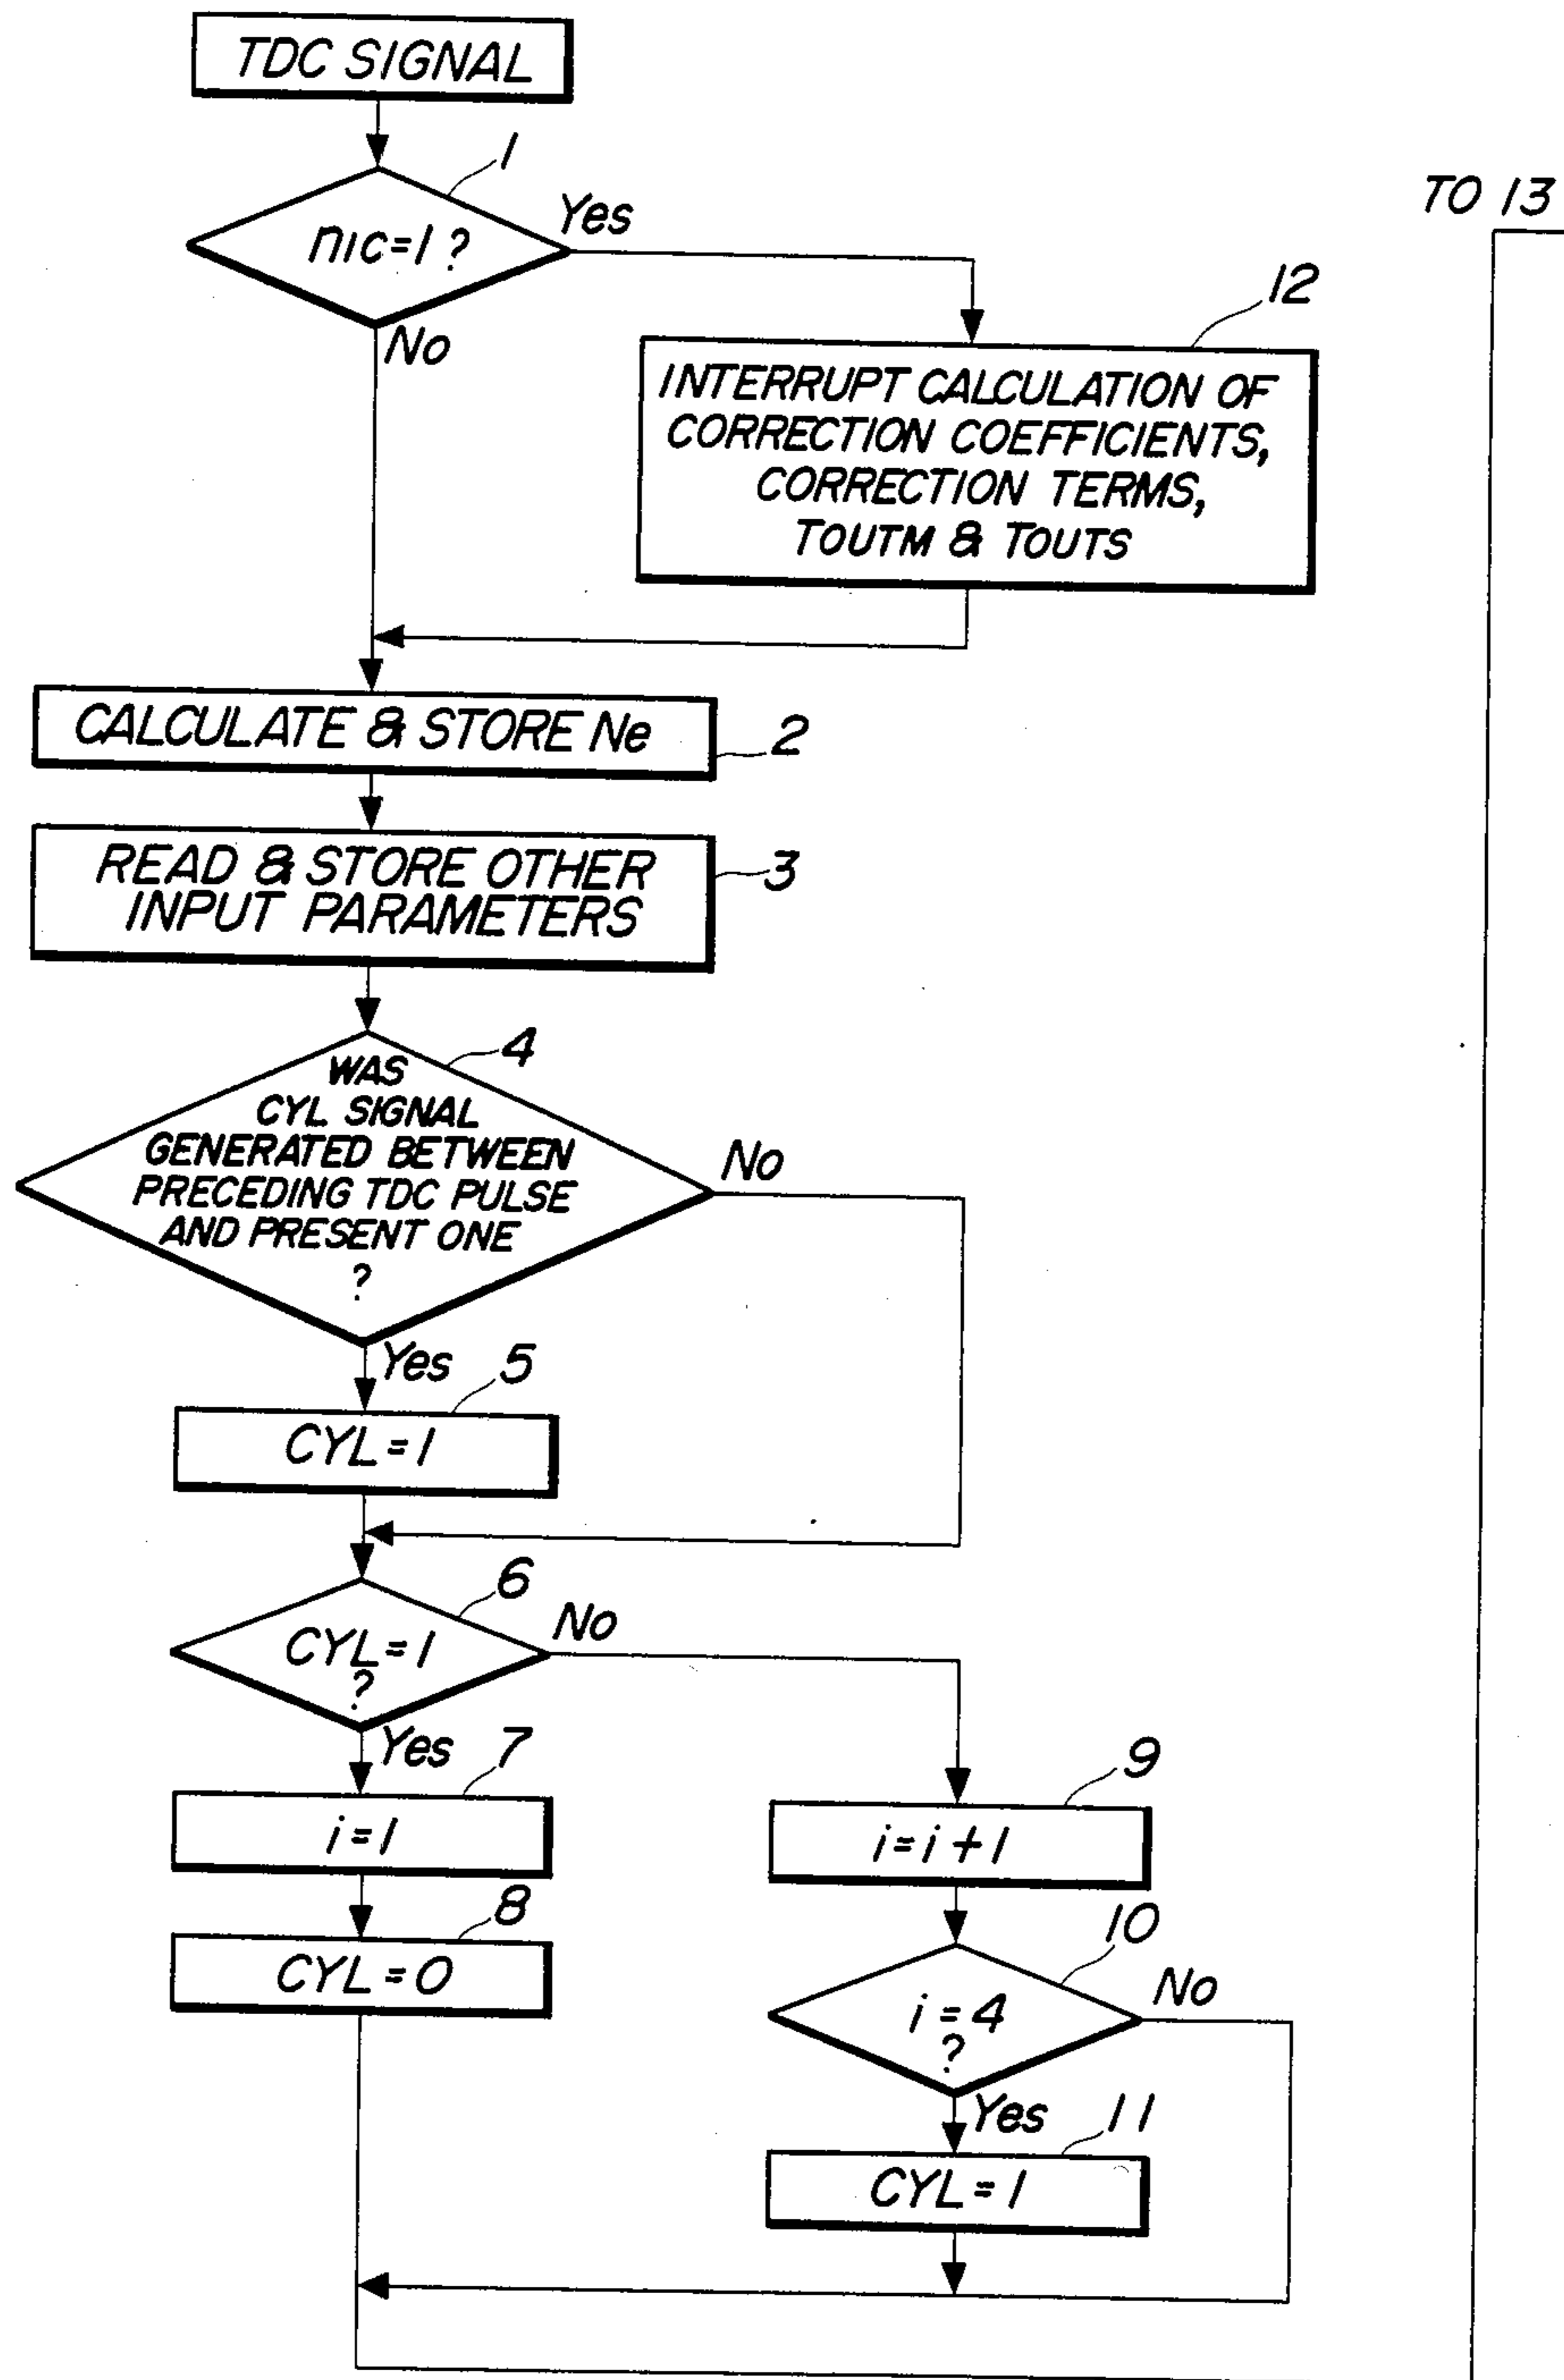 TDC SIGNAL
1
nIC=1?
Yes
No
TO 13
12
INTERRUPT CALCULATION OF
CORRECTION COEFFICIENTS,
CORRECTION TERMS,
TOUTM & TOUTS
CALCULATE & STORE Ne
2
READ & STORE OTHER
INPUT PARAMETERS
3
4
WAS
CYL SIGNAL
GENERATED BETWEEN
PRECEDING TDC PULSE
AND PRESENT ONE
?
No
Yes
5
CYL=1
6
CYL=1
?
No
Yes
7
i=1
8
CYL=0
9
i=i+1
10
i=4
?
No
Yes
11
CYL=1